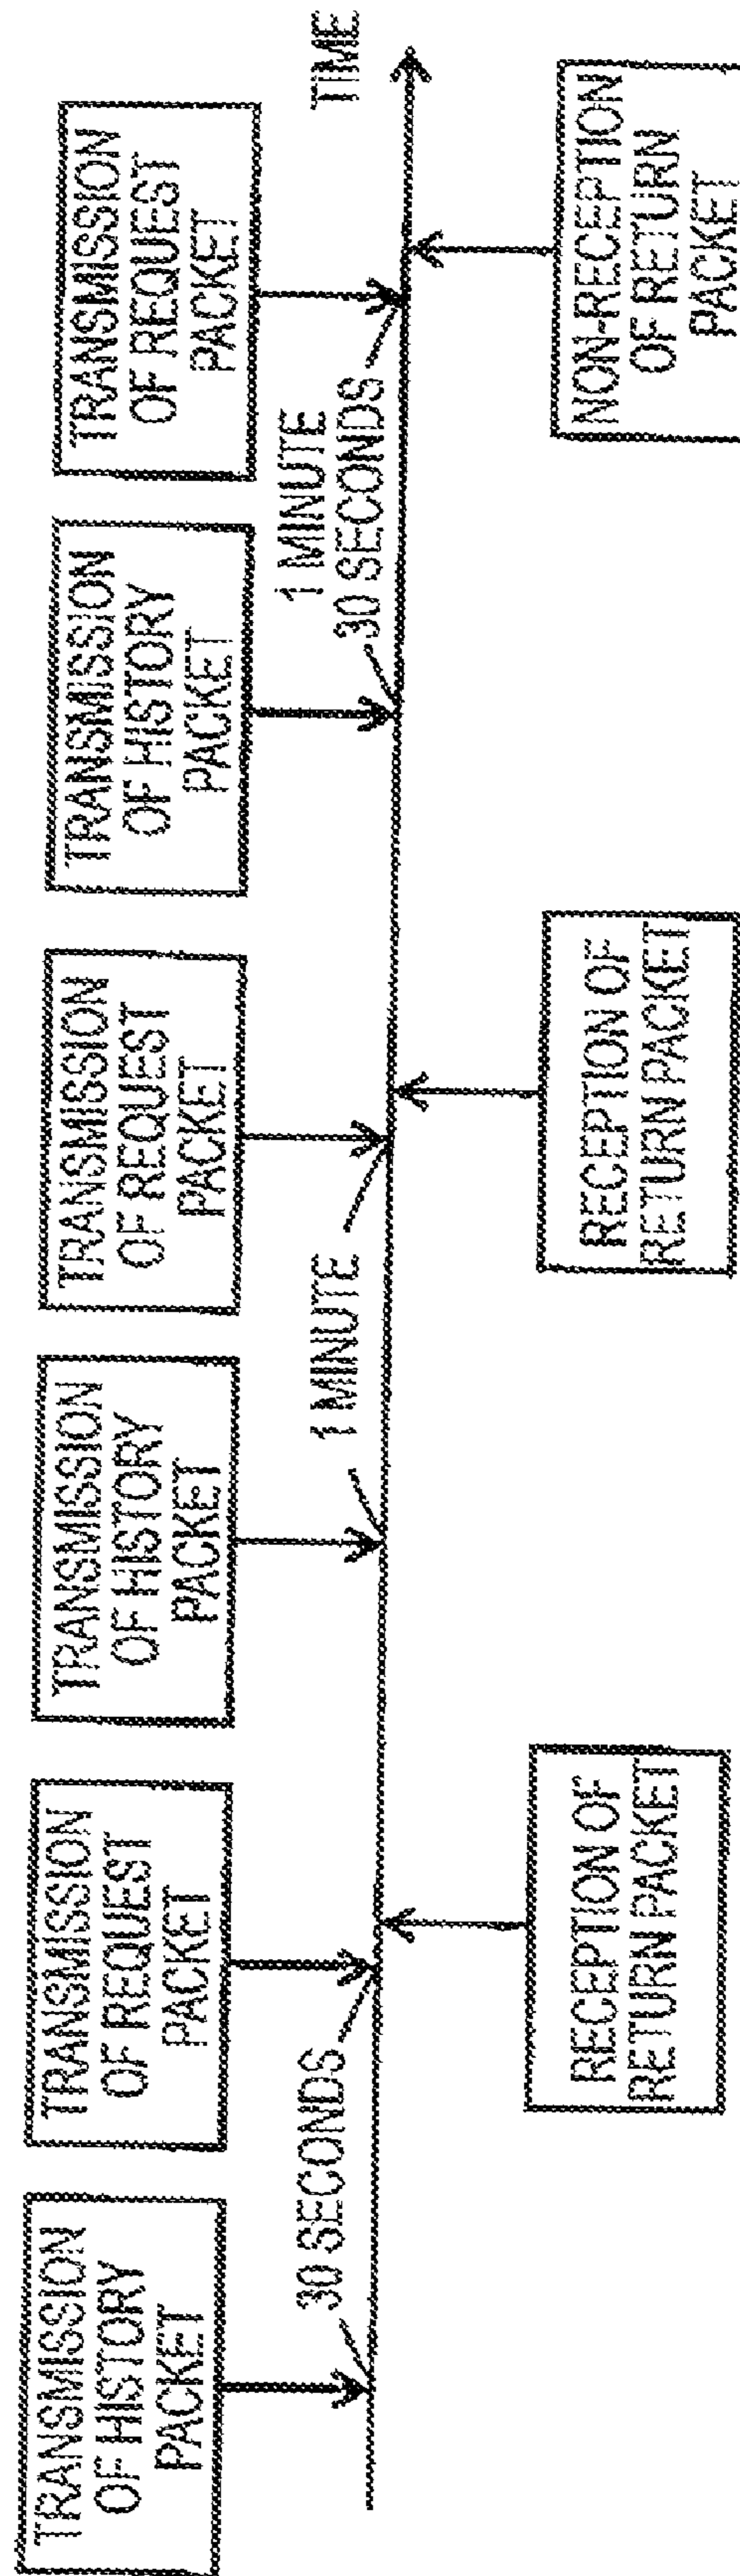 TRANSMISSION
OF HISTORY
PACKET
TRANSMISSION
OF REQUEST
PACKET
TRANSMISSION
OF HISTORY
PACKET
TRANSMISSION
OF REQUEST
PACKET
TRANSMISSION
OF HISTORY
PACKET
TRANSMISSION
OF REQUEST
PACKET
30 SECONDS
1 MINUTE
1 MINUTE
30 SECONDS
TIME
RECEPTION OF
RETURN PACKET
RECEPTION OF
RETURN PACKET
NON-RECEPTION
OF RETURN
PACKET